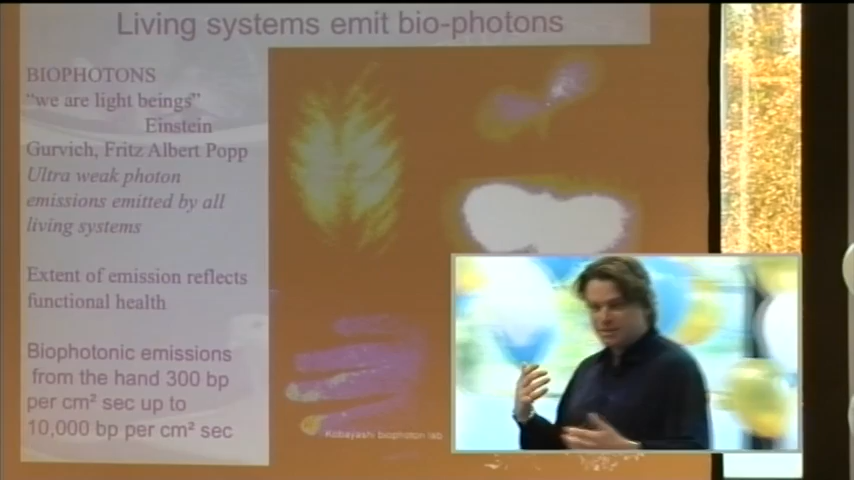 Living systems emit bio-photons
BIOPHOTONS
“we are light beings”
Einstein
Gurvich, Fritz Albert Popp
Ultra weak photon
emissions emitted by all
living systems
Extent of emission reflects
functional health
Biophotonic emissions
from the hand 300 bp
per cm² sec up to
10,000 bp per cm² sec
Kobayashi biophoton lab